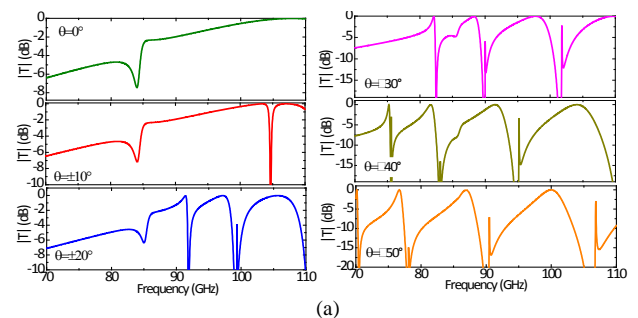 0
-2
-4
-6
-8
|T| (dB)
θ=0°
0
-2
-4
-6
-8
-10
|T| (dB)
θ=±10°
0
-2
-4
-6
-8
-10
|T| (dB)
θ=±20°
70 80 90 100 110
Frequency (GHz)
0
-5
-10
-15
|T| (dB)
θ=□30°
0
-5
-10
-15
|T| (dB)
θ=□40°
0
-5
-10
-15
-20
|T| (dB)
θ=□50°
70 80 90 100 110
Frequency (GHz)
(a)